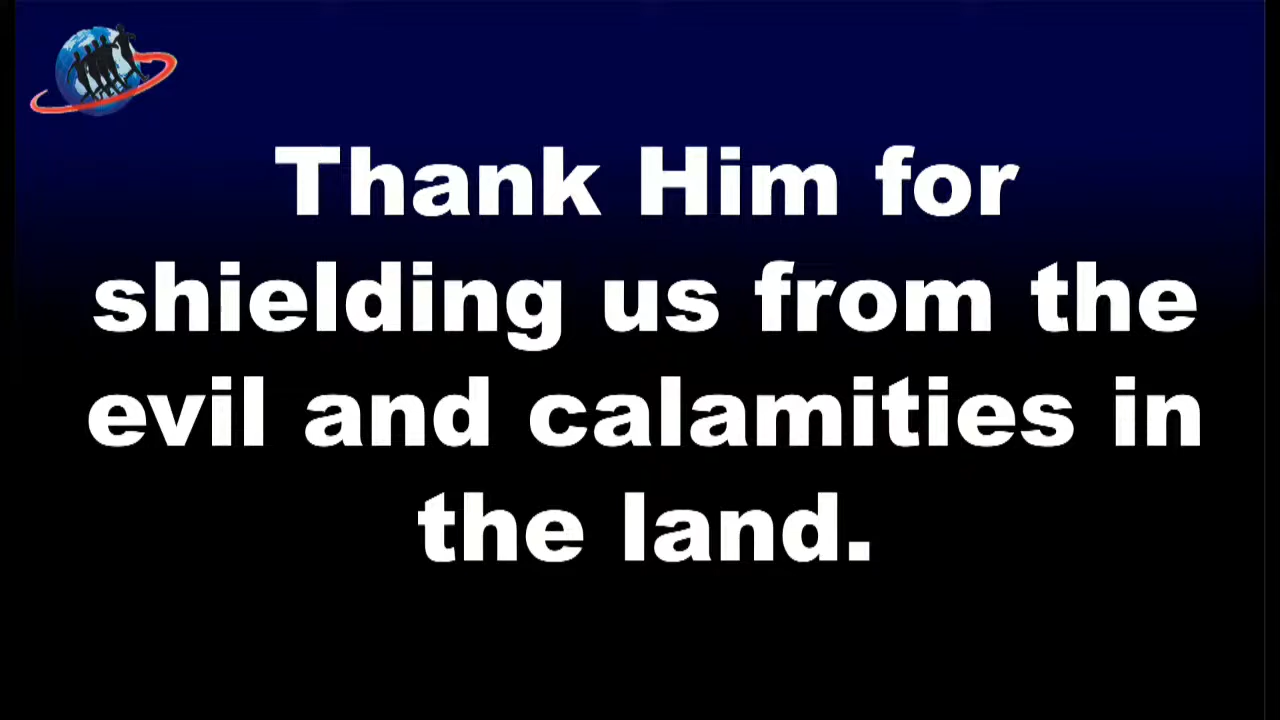 Thank Him for
shielding us from the
evil and calamities in
the land.